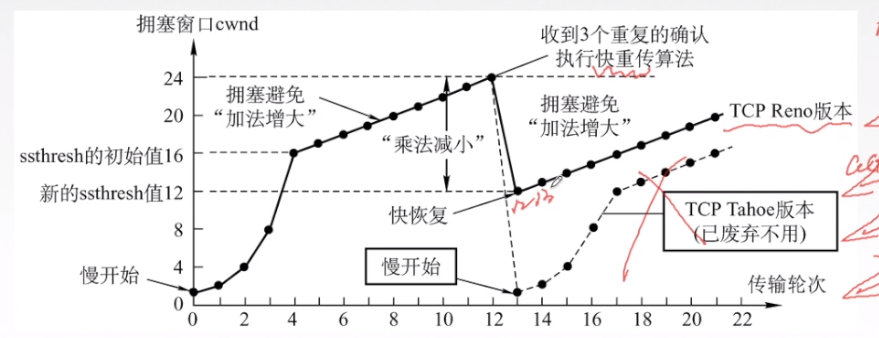 拥塞窗口cwnd
收到3个重复的确认
执行快重传算法
24
拥塞避免
“加法增大”
拥塞避免
“加法增大”
20
TCP Reno版本
ssthresh的初始值16
“乘法减小”
新的ssthresh值12
快恢复
12 13
8
TCP Tahoe版本
(已废弃不用)
慢开始
4
慢开始
传输轮次
0
0 2 4 6 8 10 12 14 16 18 20 22